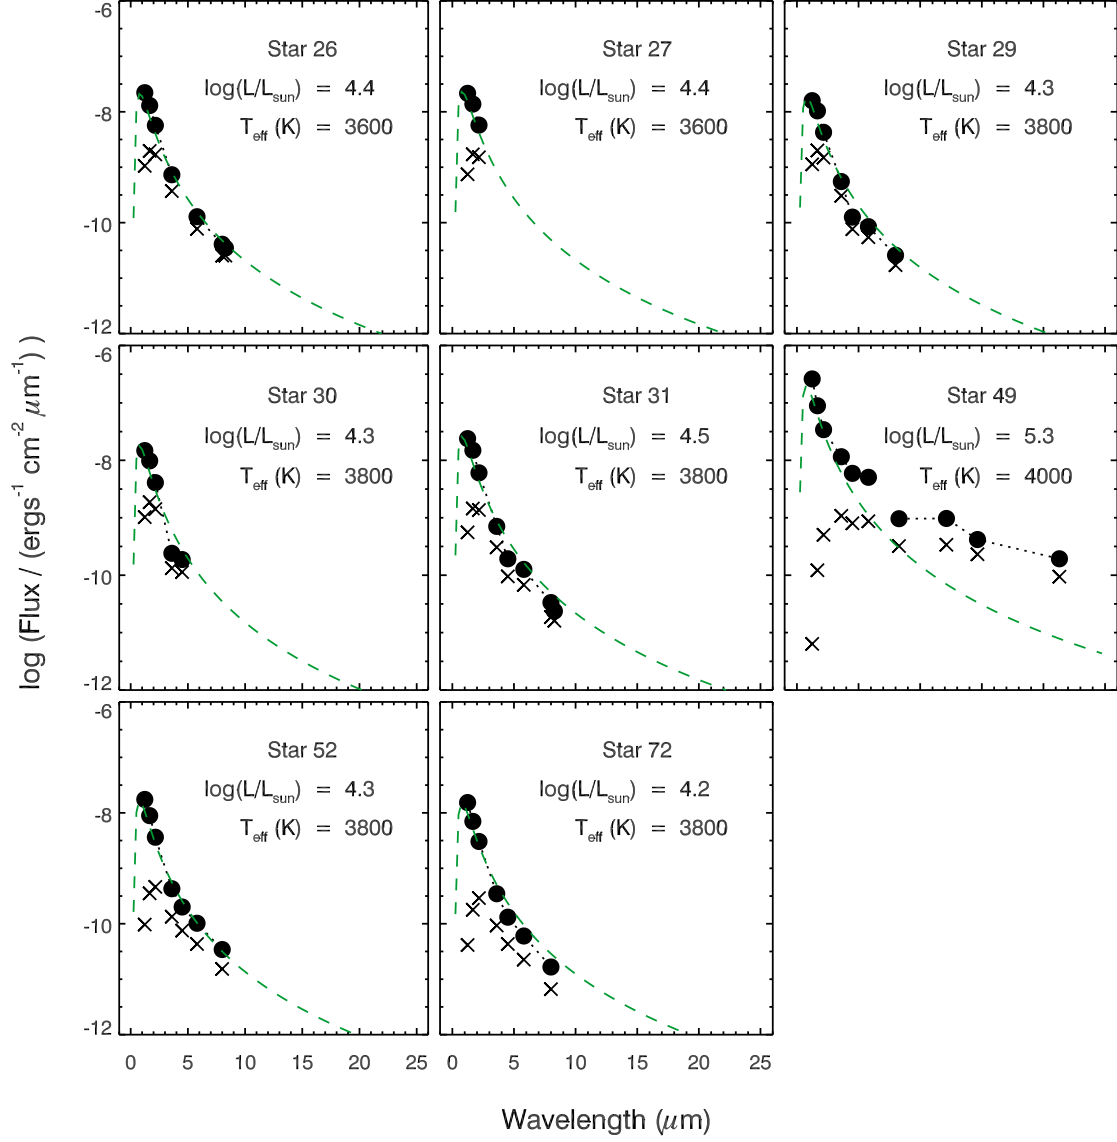 -6
-8
-10
-12
Star 26
log(L/Lsun) = 4.4
Teff (K) = 3600
Star 27
log(L/Lsun) = 4.4
Teff (K) = 3600
Star 29
log(L/Lsun) = 4.3
Teff (K) = 3800
log (Flux / (ergs-1 cm-2 μm-1) )
-6
-8
-10
-12
Star 30
log(L/Lsun) = 4.3
Teff (K) = 3800
Star 31
log(L/Lsun) = 4.5
Teff (K) = 3800
Star 49
log(L/Lsun) = 5.3
Teff (K) = 4000
-6
-8
-10
-12
Star 52
log(L/Lsun) = 4.3
Teff (K) = 3800
Star 72
log(L/Lsun) = 4.2
Teff (K) = 3800
0 5 10 15 20 25
0 5 10 15 20 25
Wavelength (μm)